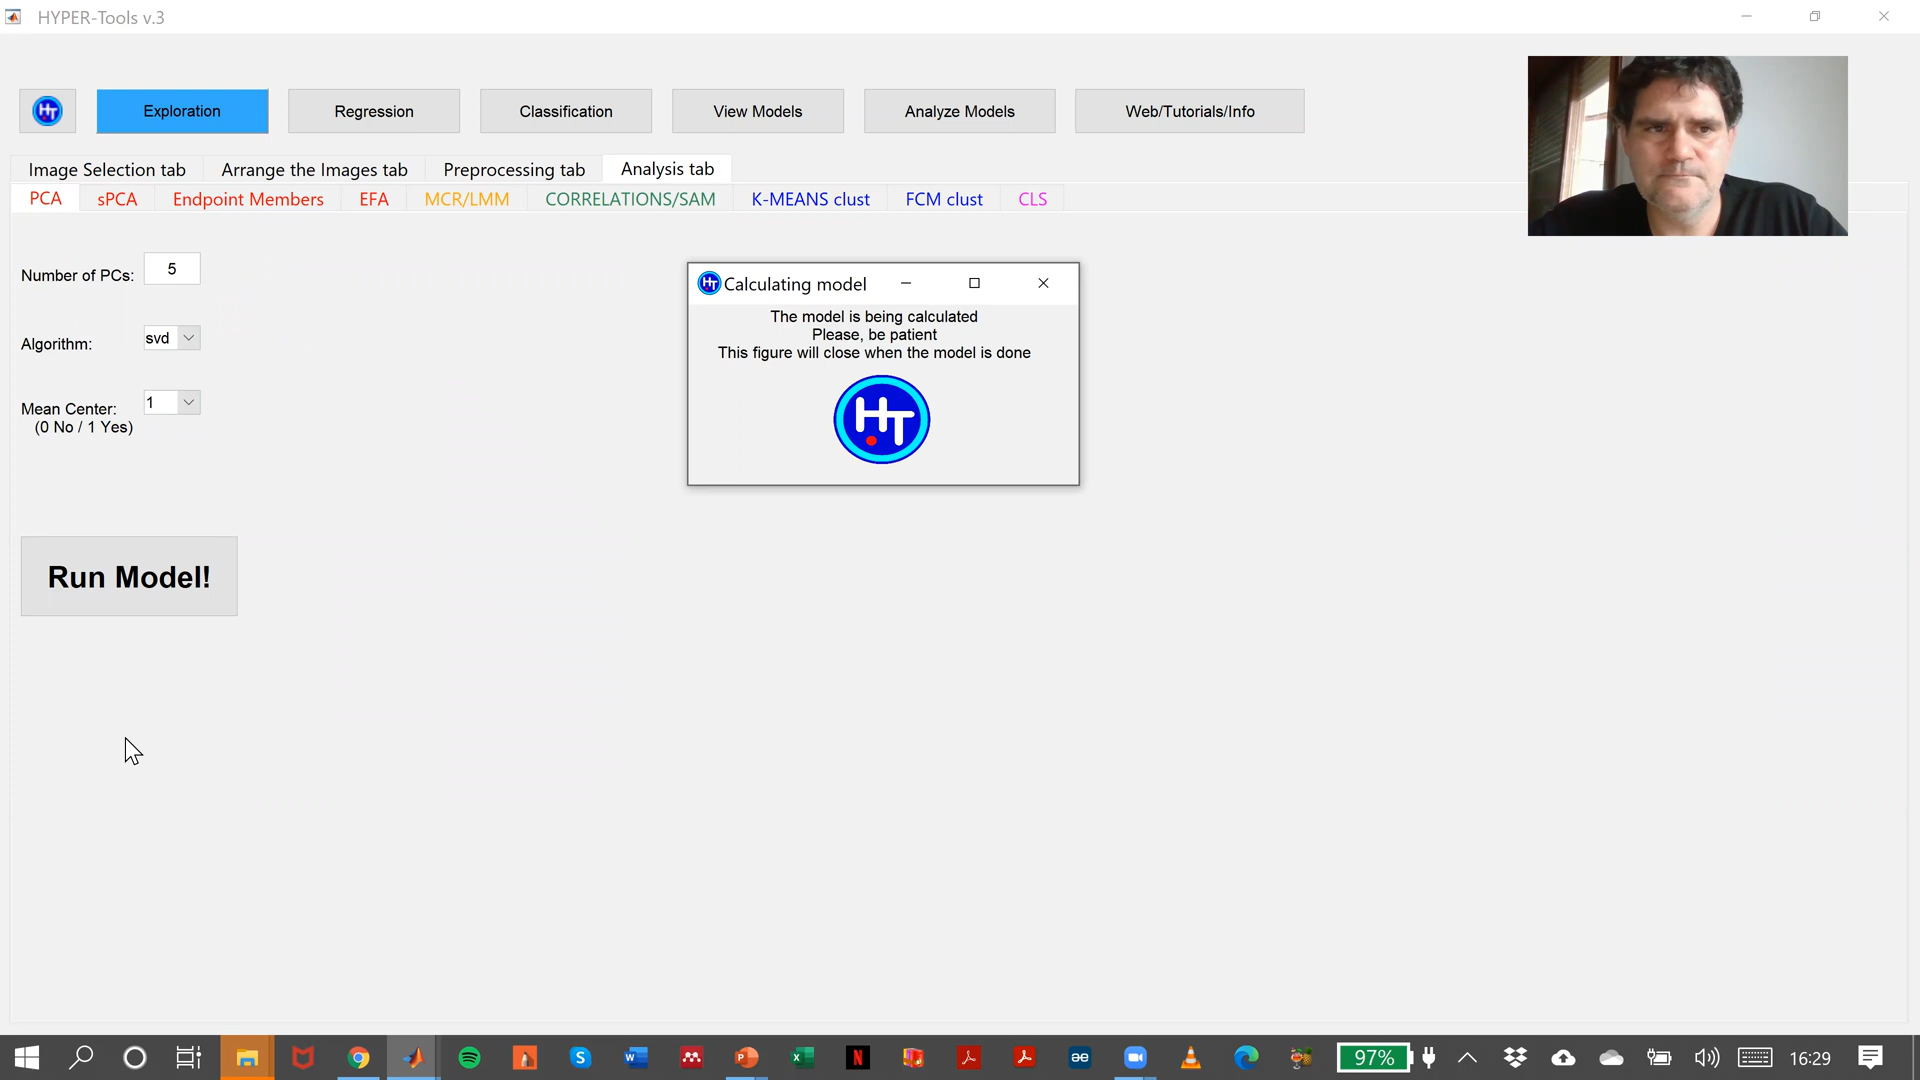 HYPER-Tools v.3
HT Exploration Regression Classification View Models Analyze Models Web/Tutorials/Info
Image Selection tab Arrange the Images tab Preprocessing tab Analysis tab
PCA sPCA Endpoint Members EFA MCR/LMM CORRELATIONS/SAM K-MEANS clust FCM clust CLS
Number of PCs: 5
Algorithm: svd
Mean Center: 1
(0 No / 1 Yes)
Run Model!
Calculating model
The model is being calculated
Please, be patient
This figure will close when the model is done
HT
97% 16:29